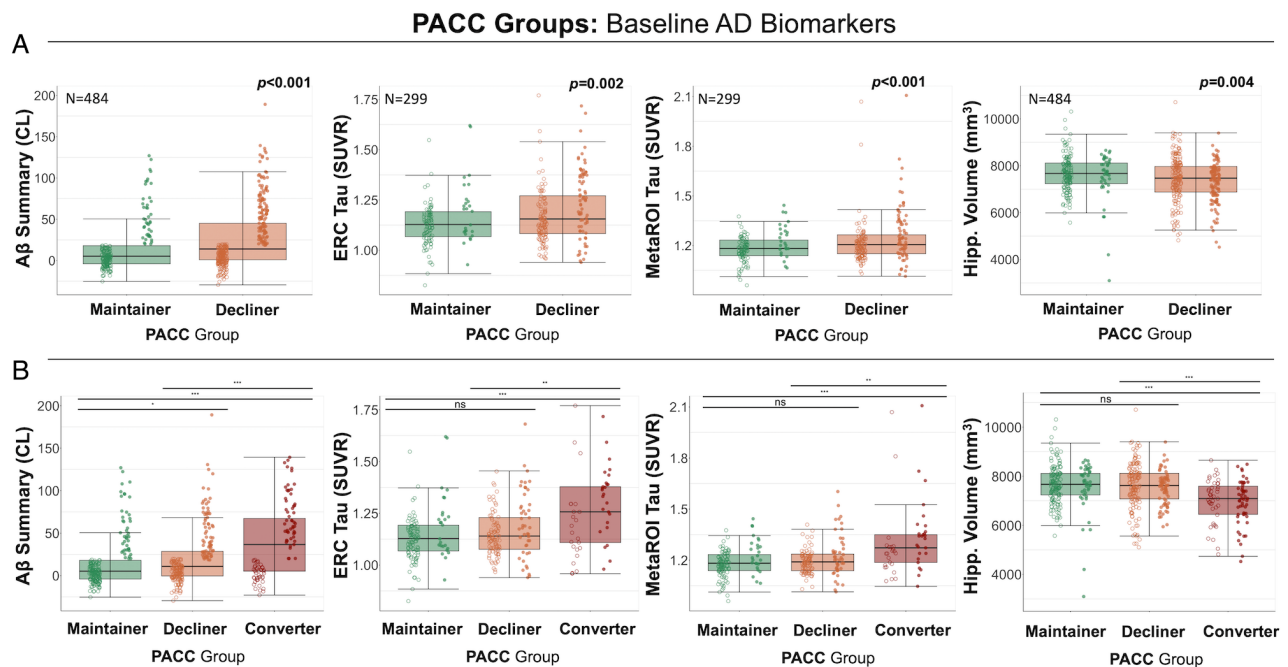 PACC Groups: Baseline AD Biomarkers
A
p<0.001
N=484
Aβ Summary (CL)
200
150
100
50
0
Maintainer Decliner
PACC Group
p=0.002
N=299
ERC Tau (SUVR)
1.75
1.50
1.25
1.00
Maintainer Decliner
PACC Group
p<0.001
N=299
MetaROI Tau (SUVR)
2.1
1.8
1.5
1.2
Maintainer Decliner
PACC Group
p=0.004
N=484
Hipp. Volume (mm³)
10000
8000
6000
4000
Maintainer Decliner
PACC Group
B
***
***
*
Aβ Summary (CL)
200
150
100
50
0
Maintainer Decliner Converter
PACC Group
**
***
ns
ERC Tau (SUVR)
1.75
1.50
1.25
1.00
Maintainer Decliner Converter
PACC Group
**
***
ns
MetaROI Tau (SUVR)
2.1
1.8
1.5
1.2
Maintainer Decliner Converter
PACC Group
***
***
ns
Hipp. Volume (mm³)
10000
8000
6000
4000
Maintainer Decliner Converter
PACC Group